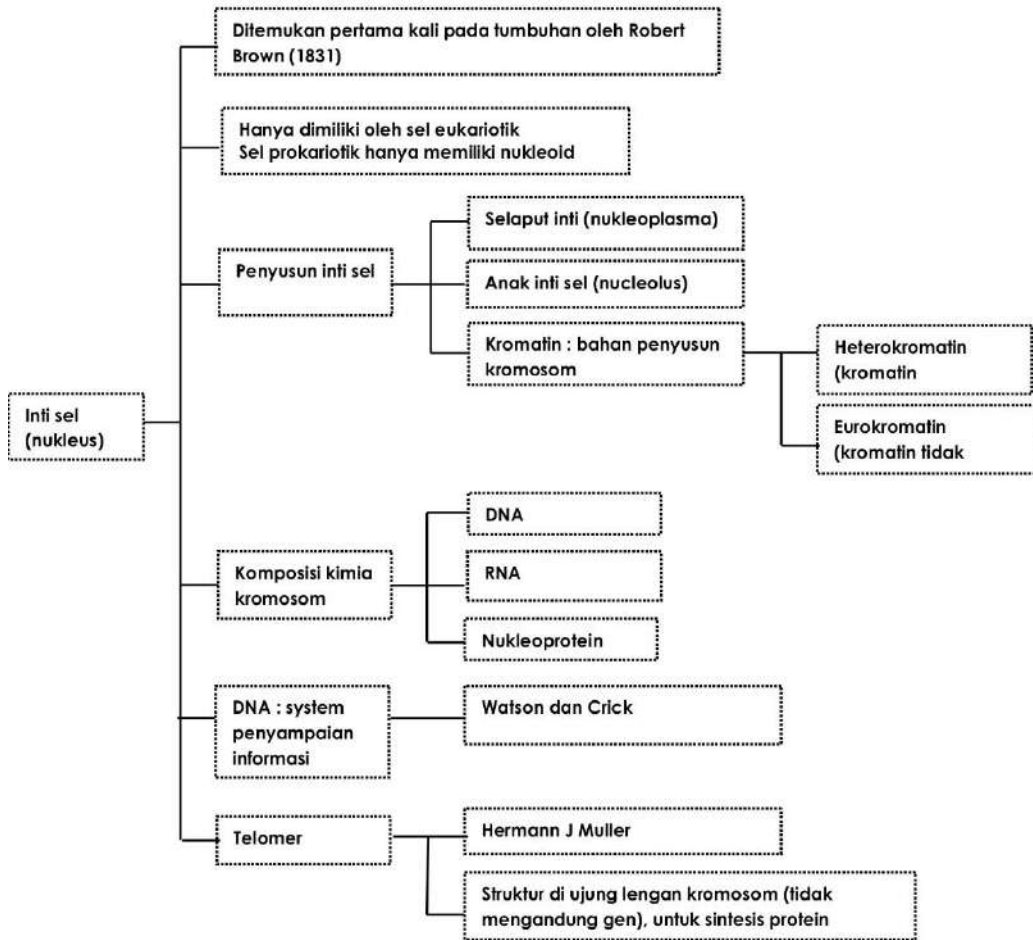 Ditemukan pertama kali pada tumbuhan oleh Robert
Brown (1831)
Hanya dimiliki oleh sel eukariotik
Sel prokariotik hanya memiliki nukleoid
Selaput inti (nukleoplasma)
Penyusun inti sel
Anak inti sel (nucleolus)
Kromatin : bahan penyusun
kromosom
Heterokromatin
(kromatin
Eurokromatin
(kromatin tidak
Inti sel
(nukleus)
DNA
Komposisi kimia
kromosom
RNA
Nukleoprotein
DNA : system
penyampaian
informasi
Watson dan Crick
Telomer
Hermann J Muller
Struktur di ujung lengan kromosom (tidak
mengandung gen), untuk sintesis protein